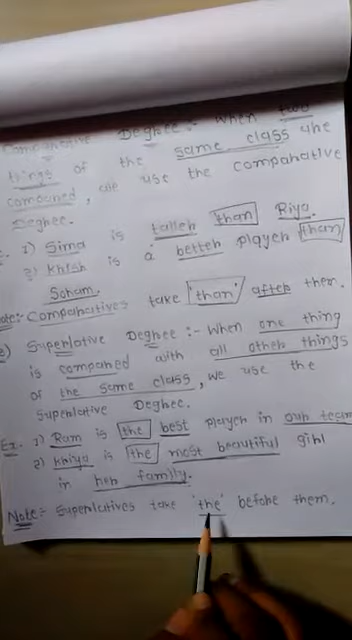 Comparative Degree :- When two
things of the same class are
compared, we use the comparative
Degree.
1) Sima is taller than Riya.
2) Khish is a better player than
Soham.
Note:- Comparatives take 'than' after them.
Superlative Degree :- When one thing
is compared with all other things
of the same class, we use the
superlative Degree.
Ex. 1) Ram is the best player in our team
2) Khiya is the most beautiful girl
in her family.
Note:- Superlatives take 'the' before them.